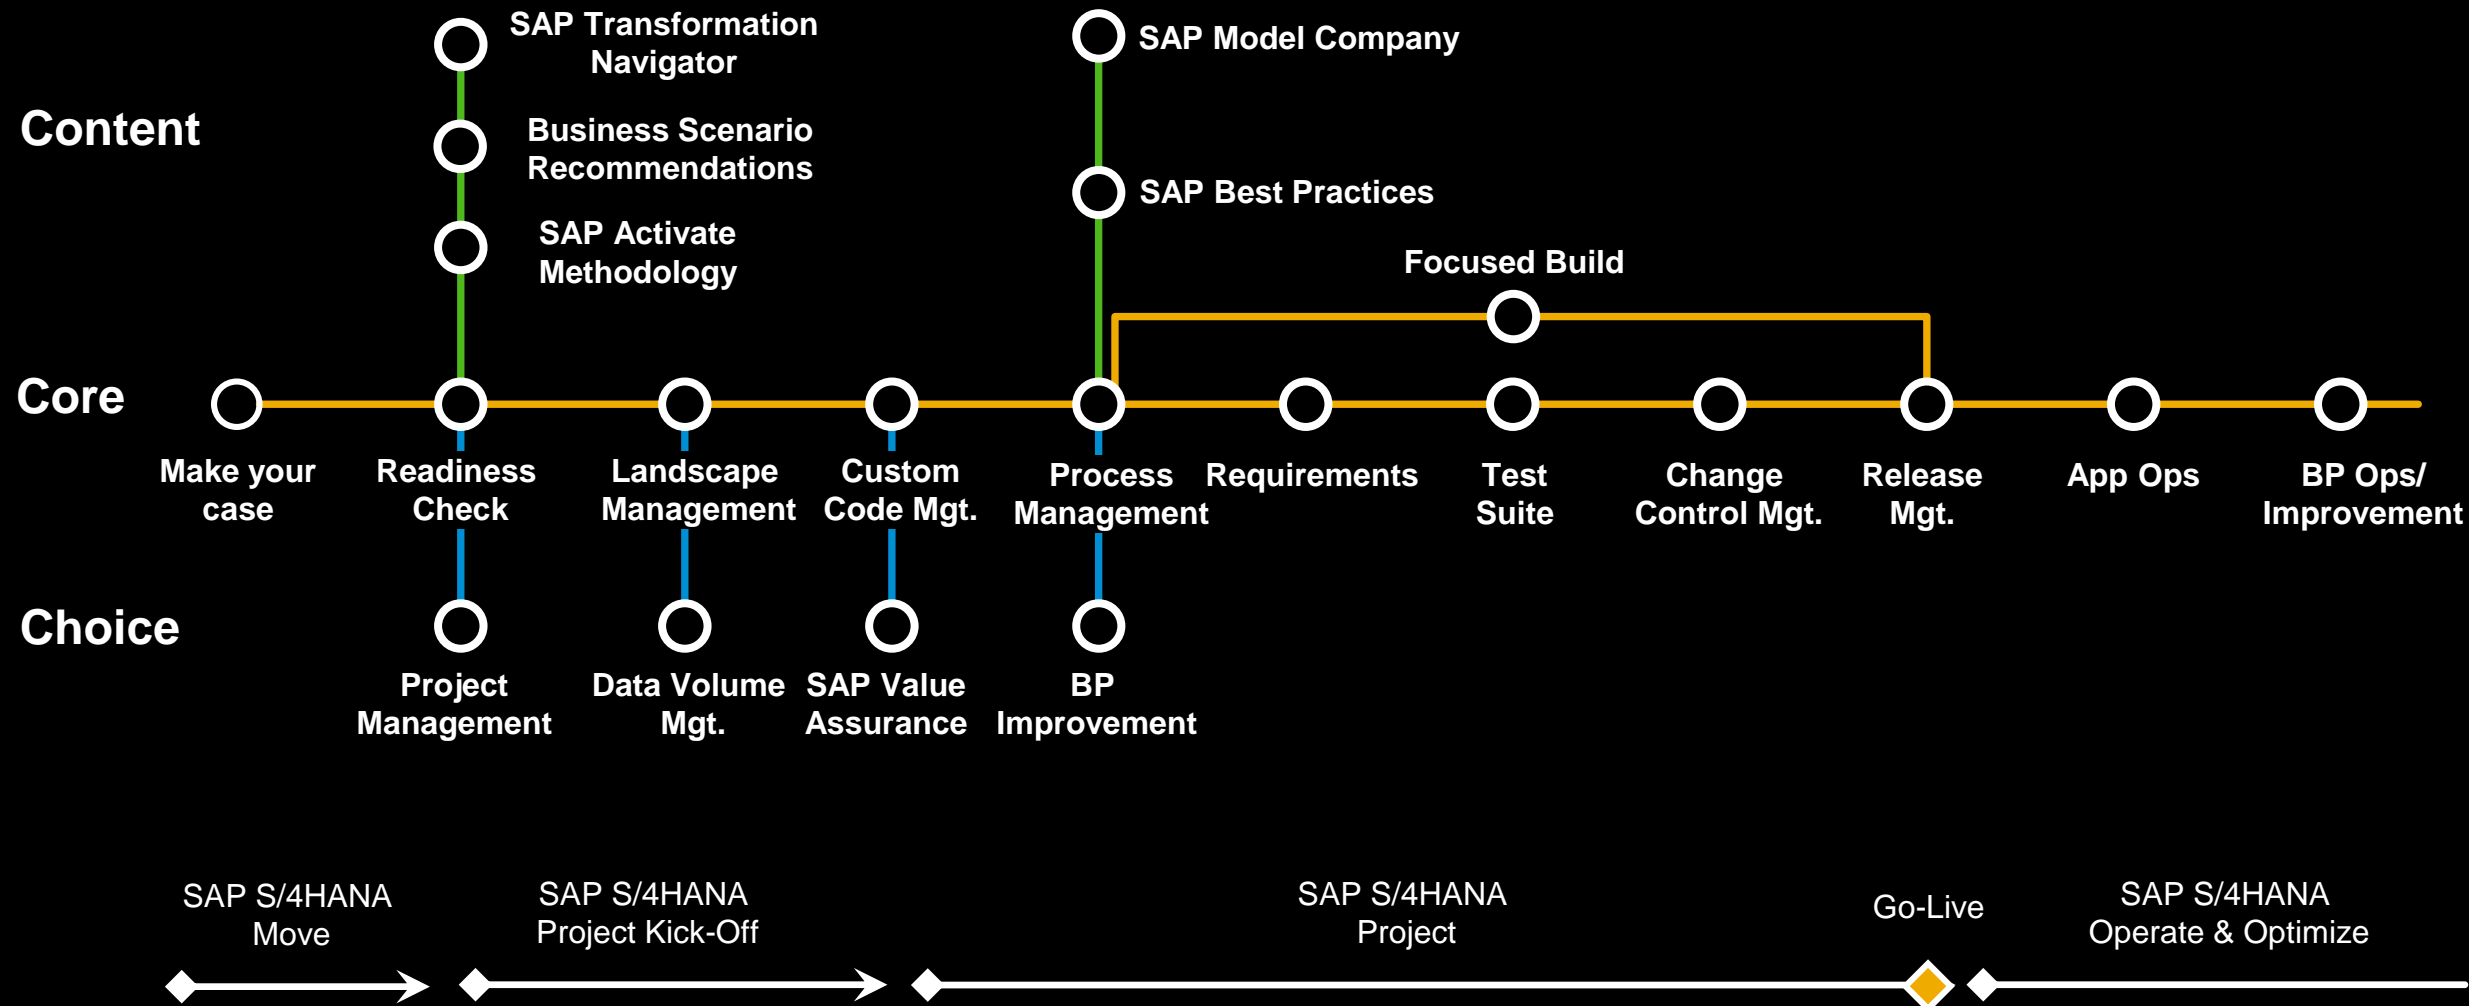 SAP Transformation
Navigator
SAP Model Company
Content
Business Scenario
Recommendations
SAP Best Practices
SAP Activate
Methodology
Focused Build
Core
Make your
case
Readiness
Check
Landscape
Management
Custom
Code Mgt.
Process
Management
Requirements
Test
Suite
Change
Control Mgt.
Release
Mgt.
App Ops
BP Ops/
Improvement
Choice
Project
Management
Data Volume
Mgt.
SAP Value
Assurance
BP
Improvement
SAP S/4HANA
Move
SAP S/4HANA
Project Kick-Off
SAP S/4HANA
Project
Go-Live
SAP S/4HANA
Operate & Optimize